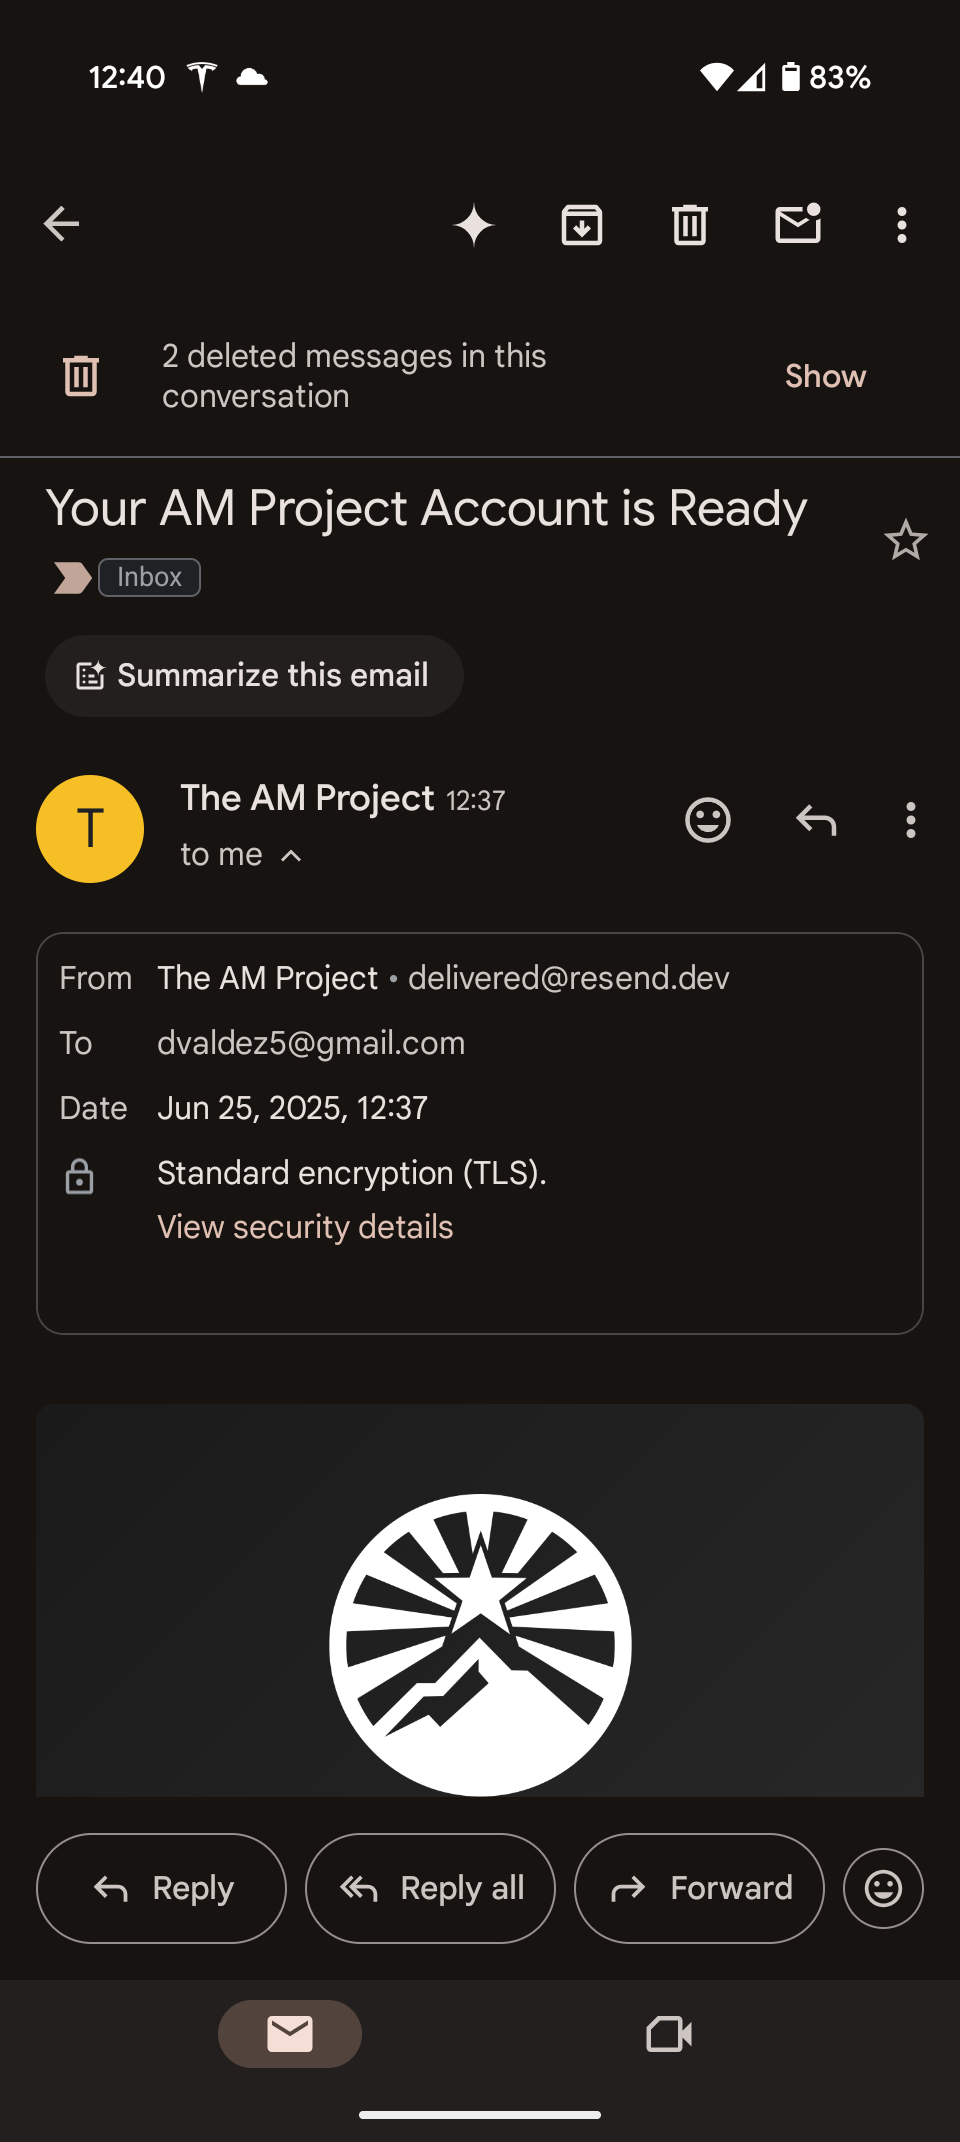 12:40
83%
2 deleted messages in this
conversation
Show
Your AM Project Account is Ready
Inbox
Summarize this email
T
The AM Project 12:37
to me
From The AM Project • delivered@resend.dev
To dvaldez5@gmail.com
Date Jun 25, 2025, 12:37
Standard encryption (TLS).
View security details
Reply
Reply all
Forward